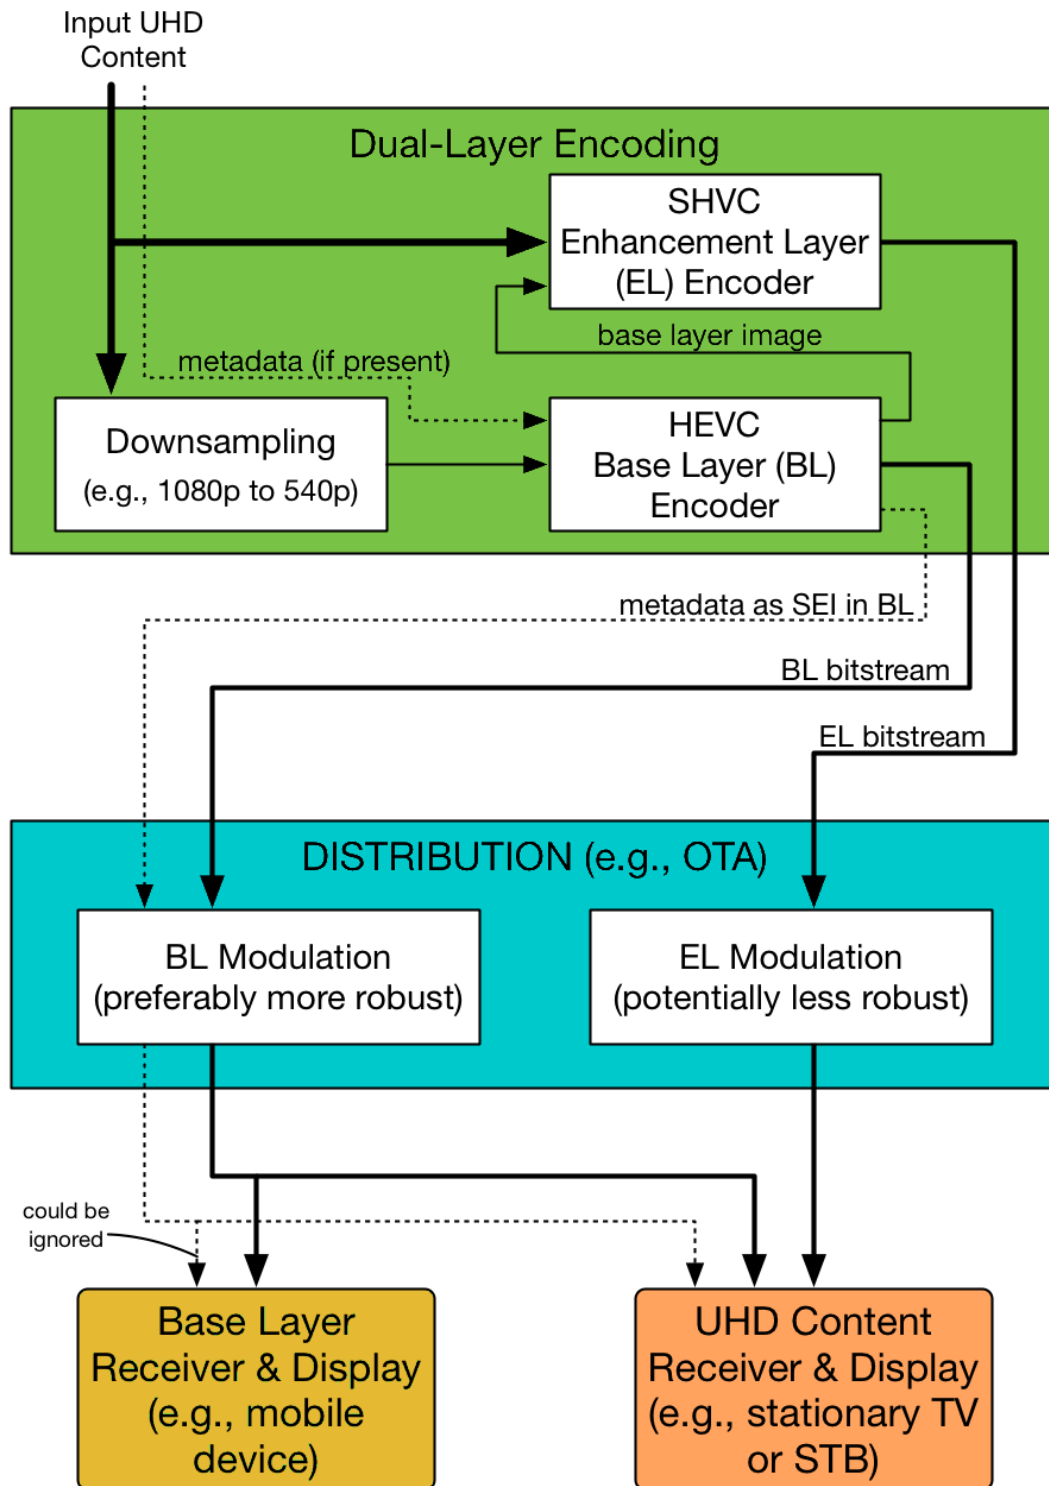 Input UHD
Content
Dual-Layer Encoding
SHVC
Enhancement Layer
(EL) Encoder
base layer image
metadata (if present)
Downsampling
(e.g., 1080p to 540p)
HEVC
Base Layer (BL)
Encoder
metadata as SEI in BL
BL bitstream
EL bitstream
DISTRIBUTION (e.g., OTA)
BL Modulation
(preferably more robust)
EL Modulation
(potentially less robust)
could be
ignored
Base Layer
Receiver & Display
(e.g., mobile
device)
UHD Content
Receiver & Display
(e.g., stationary TV
or STB)